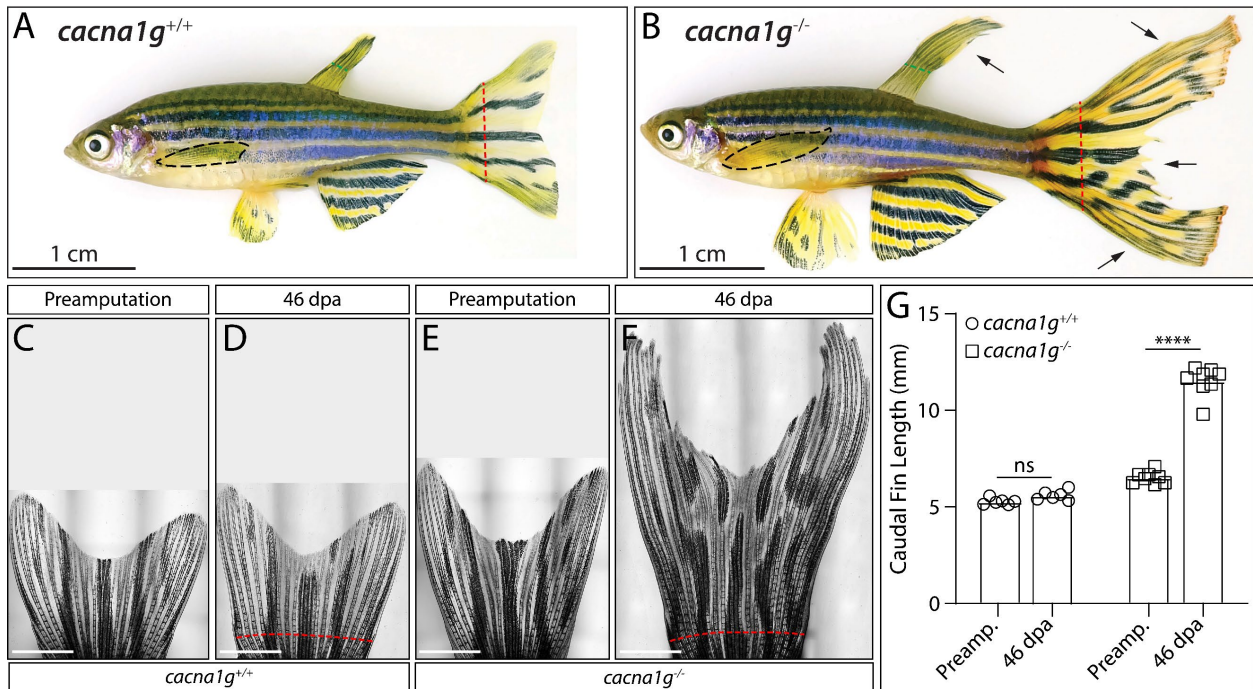 A
cacna1g+/+
1 cm
B
cacna1g-/-
1 cm
Preamputation
46 dpa
Preamputation
46 dpa
C
D
E
F
cacna1g+/+
cacna1g-/-
G
cacna1g+/+
cacna1g-/-
****
ns
Caudal Fin Length (mm)
15
10
5
0
Preamp.
46 dpa
Preamp.
46 dpa